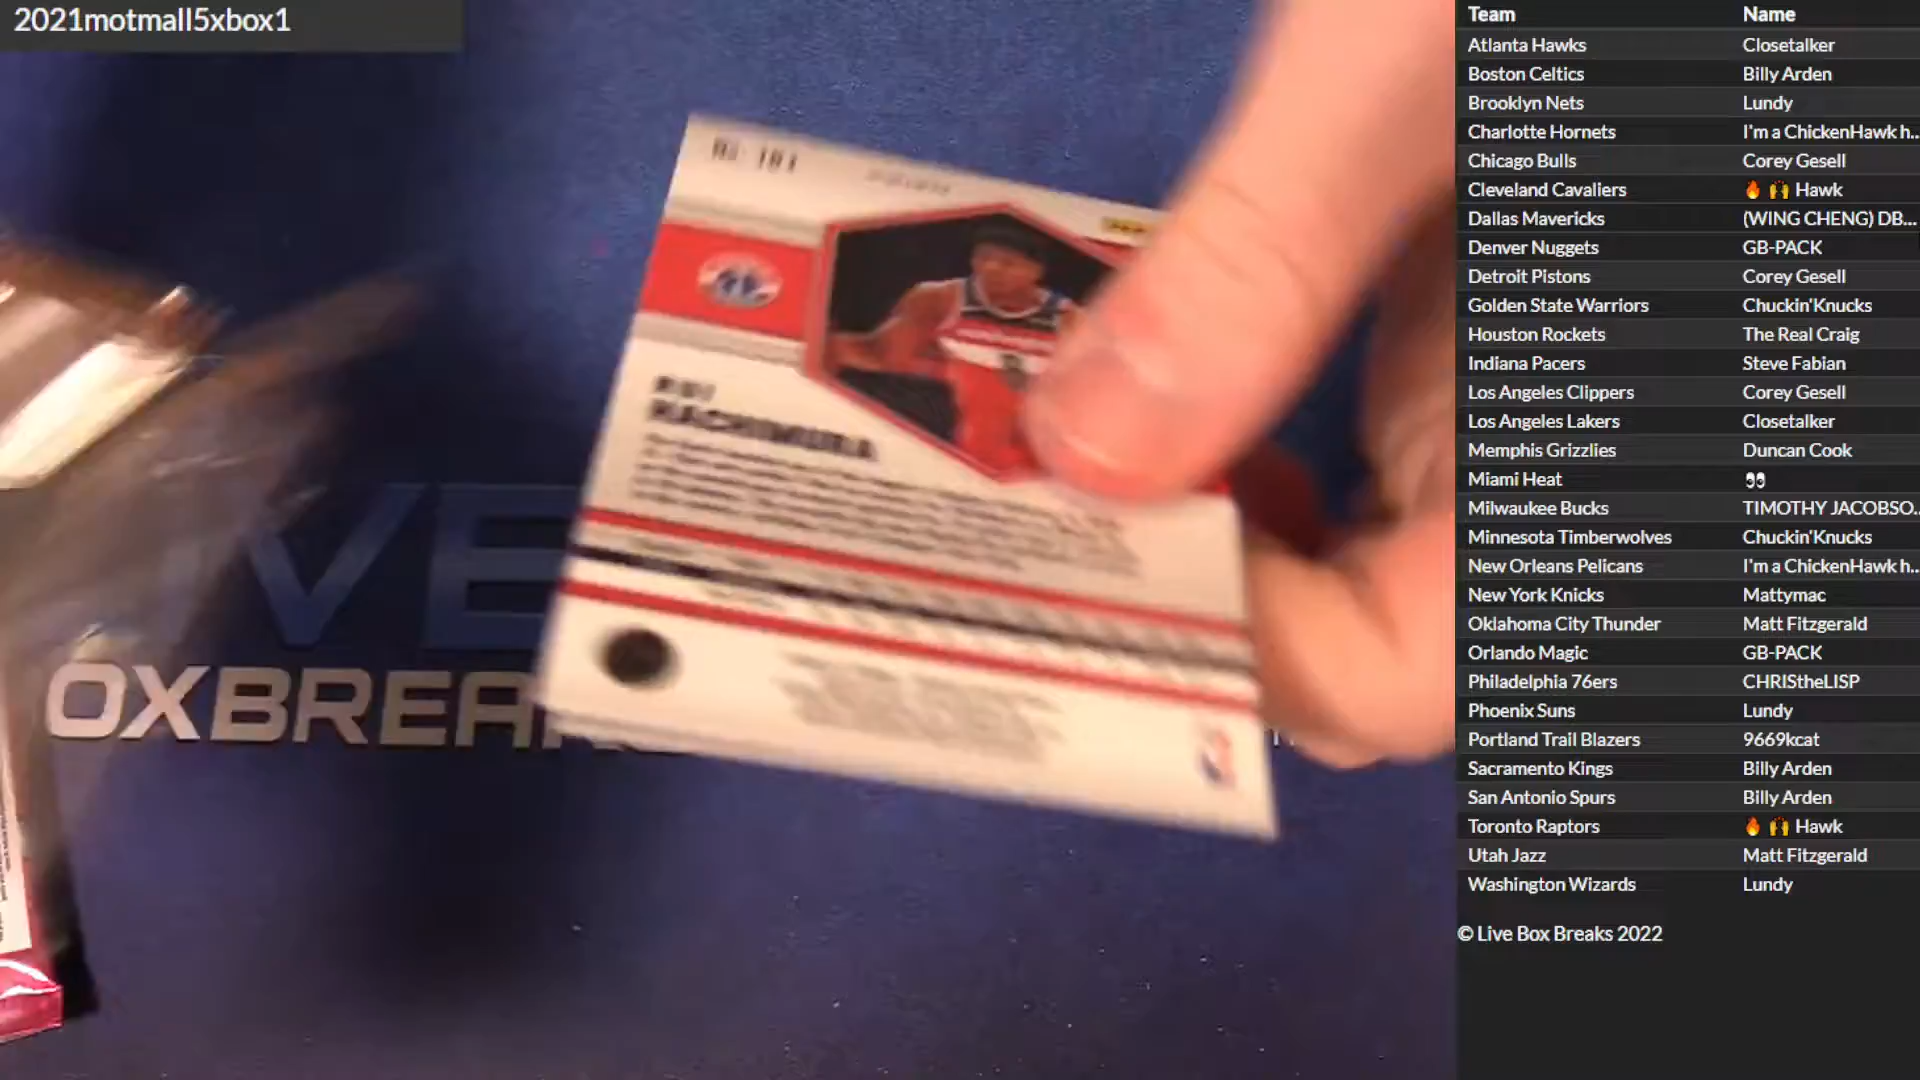 2021motmall5xbox1
RUI
HACHIMURA
VE
OXBREA
Team Name
Atlanta Hawks Closetalker
Boston Celtics Billy Arden
Brooklyn Nets Lundy
Charlotte Hornets I'm a ChickenHawk h...
Chicago Bulls Corey Gesell
Cleveland Cavaliers 🔥 🙌 Hawk
Dallas Mavericks (WING CHENG) DB...
Denver Nuggets GB-PACK
Detroit Pistons Corey Gesell
Golden State Warriors Chuckin'Knucks
Houston Rockets The Real Craig
Indiana Pacers Steve Fabian
Los Angeles Clippers Corey Gesell
Los Angeles Lakers Closetalker
Memphis Grizzlies Duncan Cook
Miami Heat 👀
Milwaukee Bucks TIMOTHY JACOBSO...
Minnesota Timberwolves Chuckin'Knucks
New Orleans Pelicans I'm a ChickenHawk h...
New York Knicks Mattymac
Oklahoma City Thunder Matt Fitzgerald
Orlando Magic GB-PACK
Philadelphia 76ers CHRIStheLISP
Phoenix Suns Lundy
Portland Trail Blazers 9669kcat
Sacramento Kings Billy Arden
San Antonio Spurs Billy Arden
Toronto Raptors 🔥 🙌 Hawk
Utah Jazz Matt Fitzgerald
Washington Wizards Lundy
© Live Box Breaks 2022